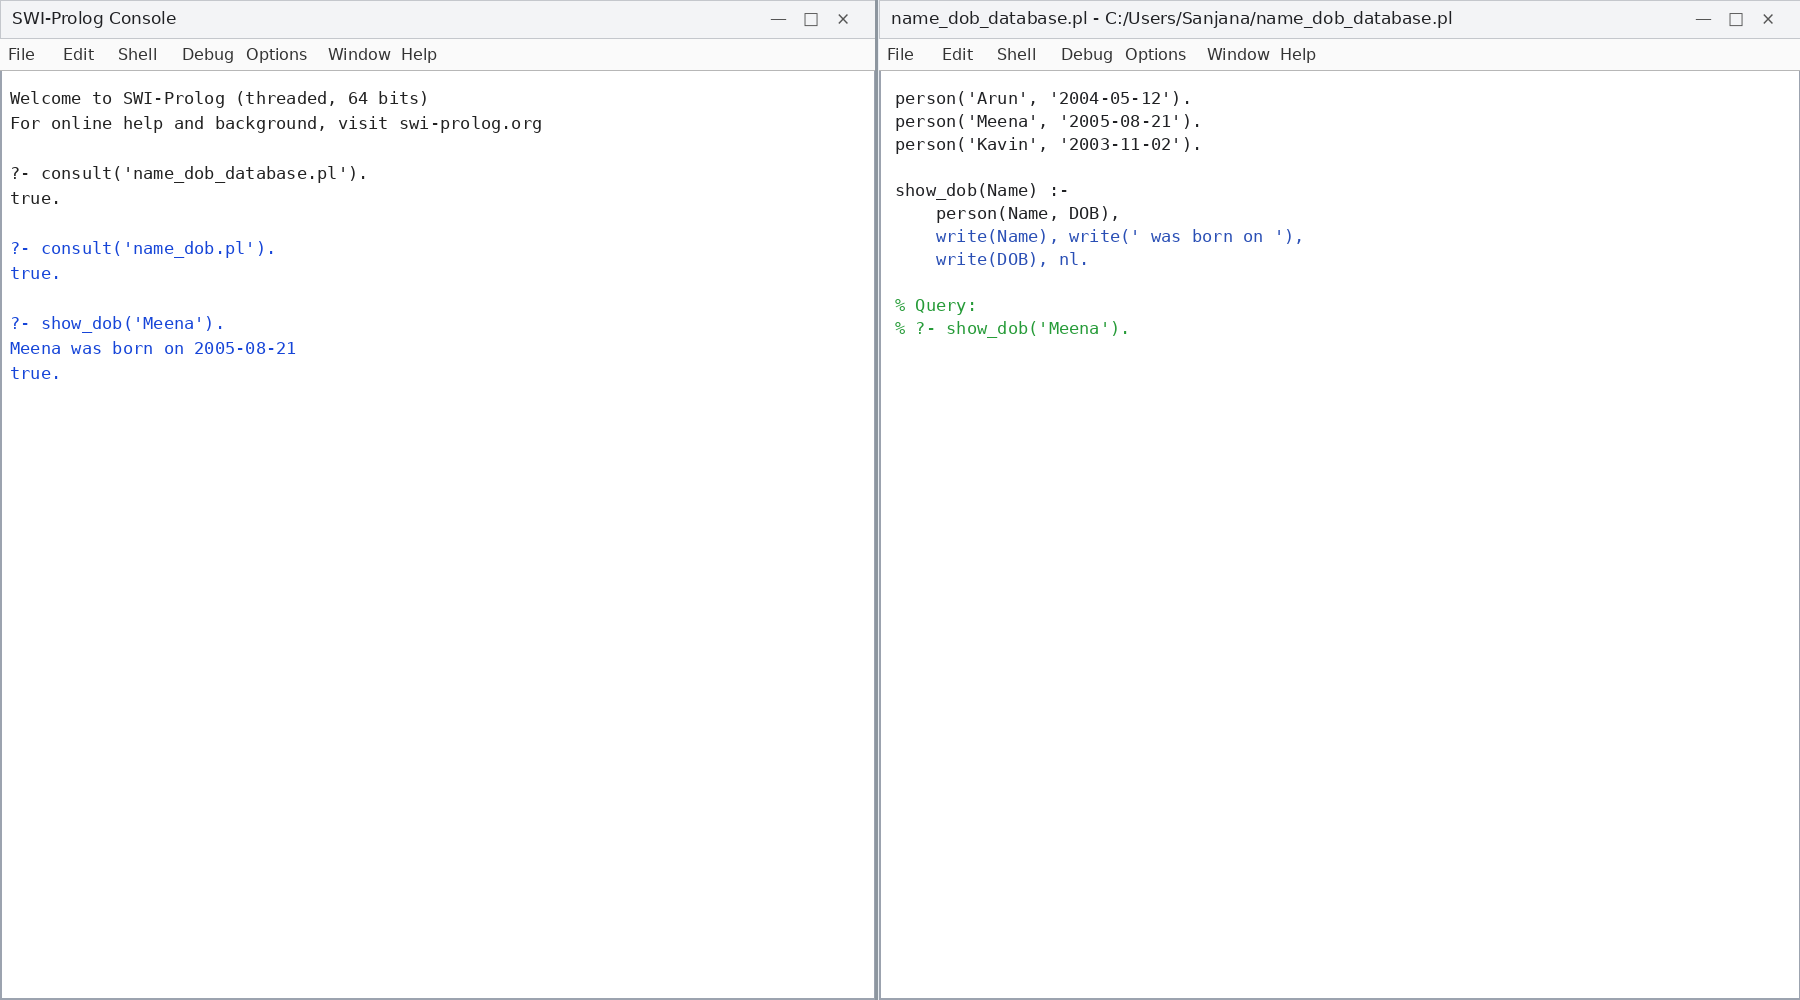 SWI-Prolog Console
File Edit Shell Debug Options Window Help
Welcome to SWI-Prolog (threaded, 64 bits)
For online help and background, visit swi-prolog.org
?- consult('name_dob_database.pl').
true.
?- consult('name_dob.pl').
true.
?- show_dob('Meena').
Meena was born on 2005-08-21
true.
name_dob_database.pl - C:/Users/Sanjana/name_dob_database.pl
File Edit Shell Debug Options Window Help
person('Arun', '2004-05-12').
person('Meena', '2005-08-21').
person('Kavin', '2003-11-02').
show_dob(Name) :-
    person(Name, DOB),
    write(Name), write(' was born on '),
    write(DOB), nl.
% Query:
% ?- show_dob('Meena').